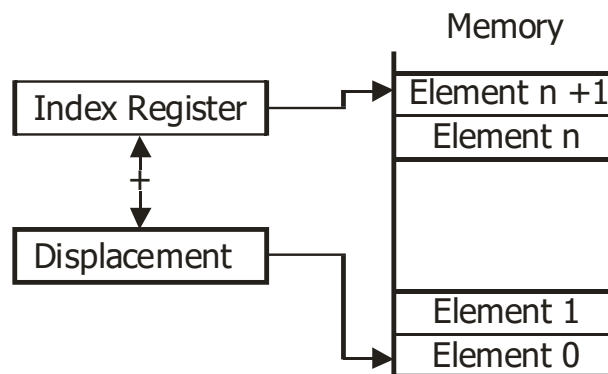 Memory
Index Register
Element n +1
Element n
+
Displacement
Element 1
Element 0